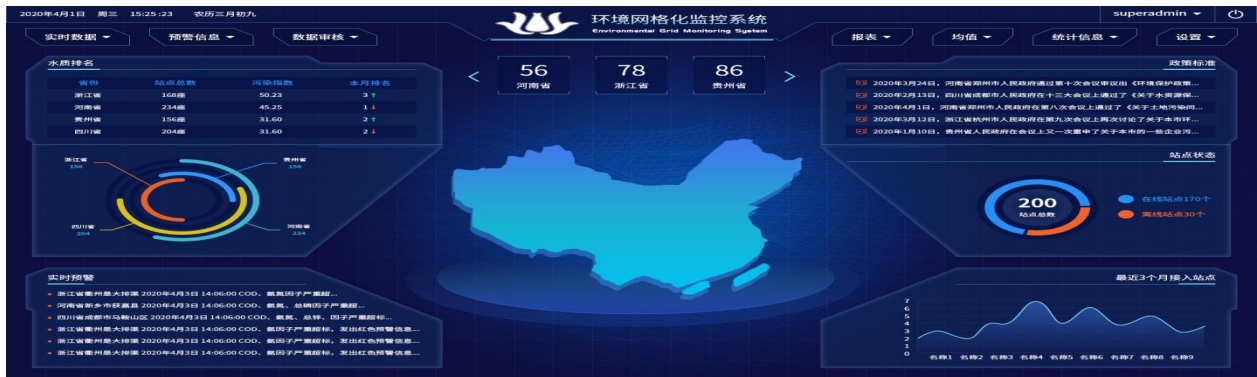 2020年4月1日 周三 15:25:23 农历三月初九
环境网格化监控系统
Environmental Grid Monitoring System
superadmin
实时数据 预警信息 数据审核
报表 均值 统计信息 设置
水质排名
省份 站点总数 污染指数 本月排名
浙江省 168座 50.23 3↑
河南省 234座 45.25 1↓
贵州省 156座 31.60 2↑
四川省 204座 31.60 2↓
浙江省
156
贵州省
156
四川省
204
河南省
234
实时预警
浙江省衢州是大排渠 2020年4月3日 14:06:00 COD、氨氮因子严重超...
河南省新乡市获嘉县 2020年4月3日 14:06:00 COD、氨氮、总磷因子严重超...
四川省成都市马鞍山区 2020年4月3日 14:06:00 COD、氨氮、总锌、因子严重超标...
浙江省衢州是大排渠 2020年4月3日 14:06:00 COD、氨因子严重超标，发出红色预警信息...
浙江省衢州是大排渠 2020年4月3日 14:06:00 COD、氨因子严重超标，发出红色预警信息...
浙江省衢州是大排渠 2020年4月3日 14:06:00 COD、氨因子严重超标，发出红色预警信息...
< 56 78 86 >
河南省 浙江省 贵州省
政策标准
2020年3月24日，河南省郑州市人民政府通过第十次会议审议出《环境保护政策...
2020年2月13日，四川省成都市人民政府在十三大会议上通过了《关于水资源保...
2020年4月1日，河南省郑州市人民政府在第八次会议上通过了《关于土地污染问...
2020年3月12日，浙江省杭州市人民政府在第九次会议上再次讨论了关于本市环...
2020年1月10日，贵州省人民政府在会议上又一次重申了关于本市的一些企业污...
站点状态
200
站点总数
在线站点170个
离线站点30个
最近3个月接入站点
7
6
5
4
3
2
1
0
名称1 名称2 名称3 名称4 名称5 名称6 名称7 名称8 名称9